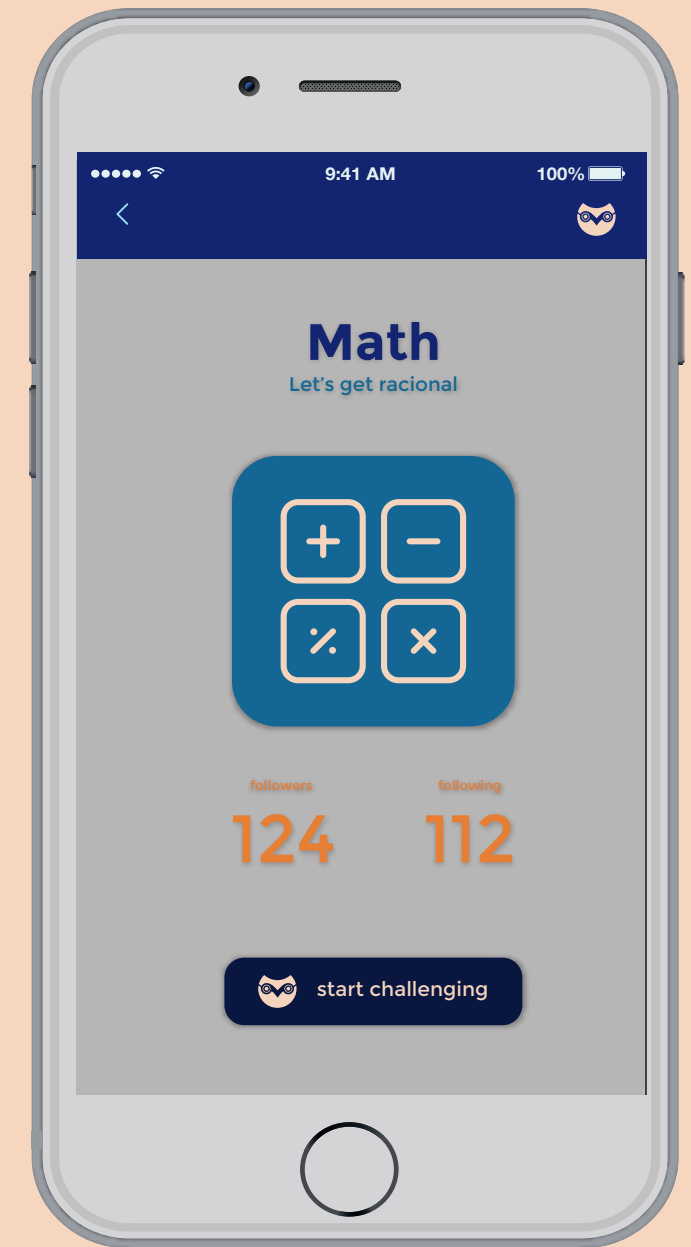 9:41 AM 100%
Math
Let's get racional
followers following
124 112
start challenging